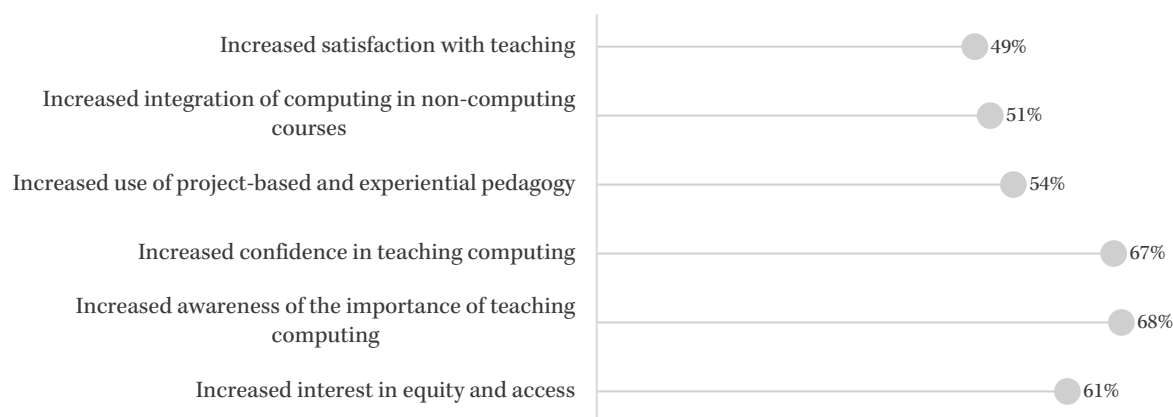 Increased satisfaction with teaching
49%
Increased integration of computing in non-computing
courses
51%
Increased use of project-based and experiential pedagogy
54%
Increased confidence in teaching computing
67%
Increased awareness of the importance of teaching
computing
68%
Increased interest in equity and access
61%